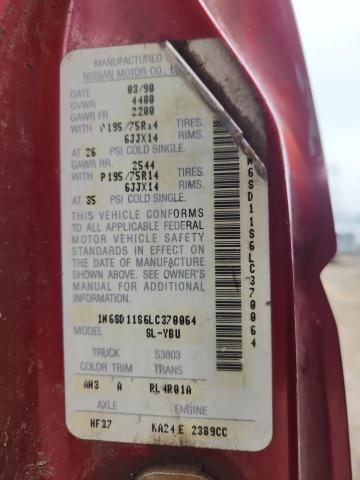 MANUFACTURED
NISSAN MOTOR CO.,
DATE 03/90
GVWR 4400
GAWR FR 2200
WITH P195/75R14 TIRES.
6JJX14 RIMS.
AT 26 PSI COLD SINGLE.
GAWR RR 2544
WITH P195/75R14 TIRES.
6JJX14 RIMS.
AT 35 PSI COLD SINGLE.
THIS VEHICLE CONFORMS
TO ALL APPLICABLE FEDERAL
MOTOR VEHICLE SAFETY
STANDARDS IN EFFECT ON
THE DATE OF MANUFACTURE
SHOWN ABOVE. SEE OWNER'S
MANUAL FOR ADDITIONAL
INFORMATION.
1N6SD11S6LC370064
MODEL SL-YBU
TRUCK S3803
COLOR TRIM TRANS
AH3 A RL4R01A
AXLE ENGINE
HF37 KA24E 2389CC
N6SD11S6LC370064